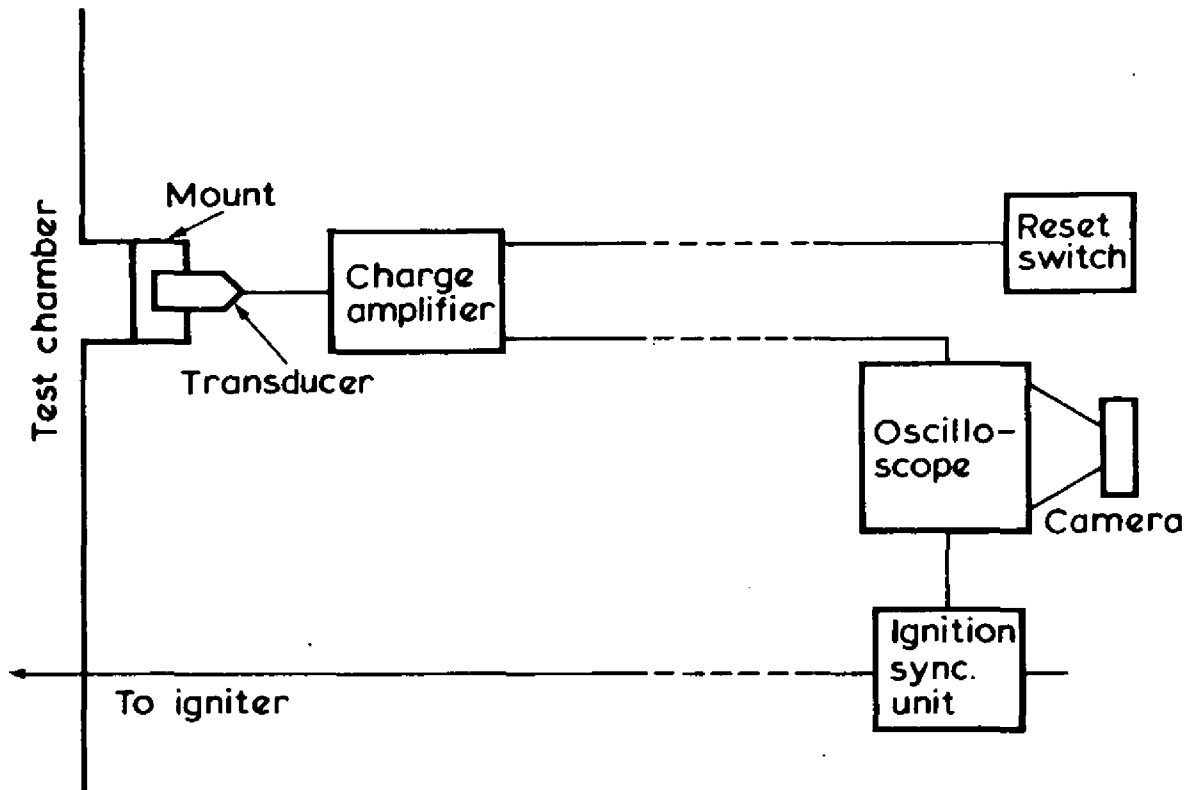 Test chamber
Mount
Transducer
Charge
amplifier
Reset
switch
Oscillo-
scope
Camera
Ignition
sync.
unit
To igniter